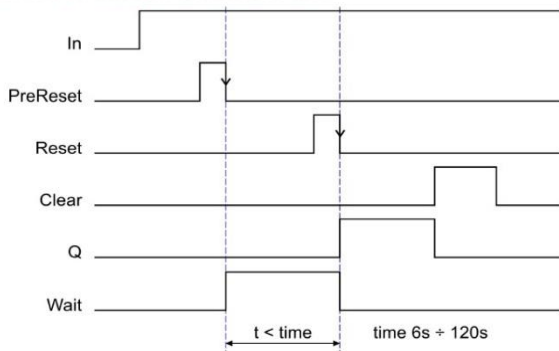 In
PreReset
Reset
Clear
Q
Wait
t < time time 6s ÷ 120s